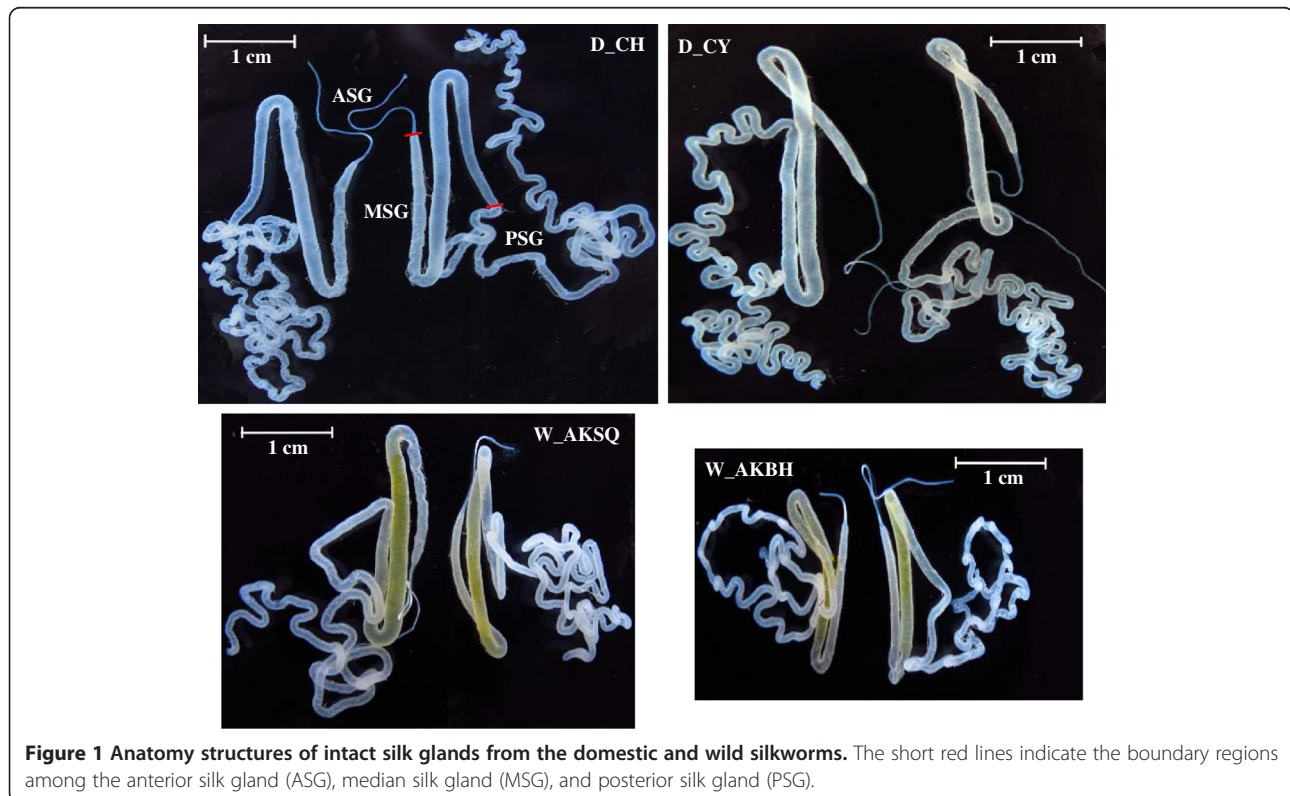 D_CH
1 cm
ASG
MSG
PSG
D_CY
1 cm
W_AKSQ
1 cm
W_AKBH
1 cm
Figure 1 Anatomy structures of intact silk glands from the domestic and wild silkworms. The short red lines indicate the boundary regions
among the anterior silk gland (ASG), median silk gland (MSG), and posterior silk gland (PSG).